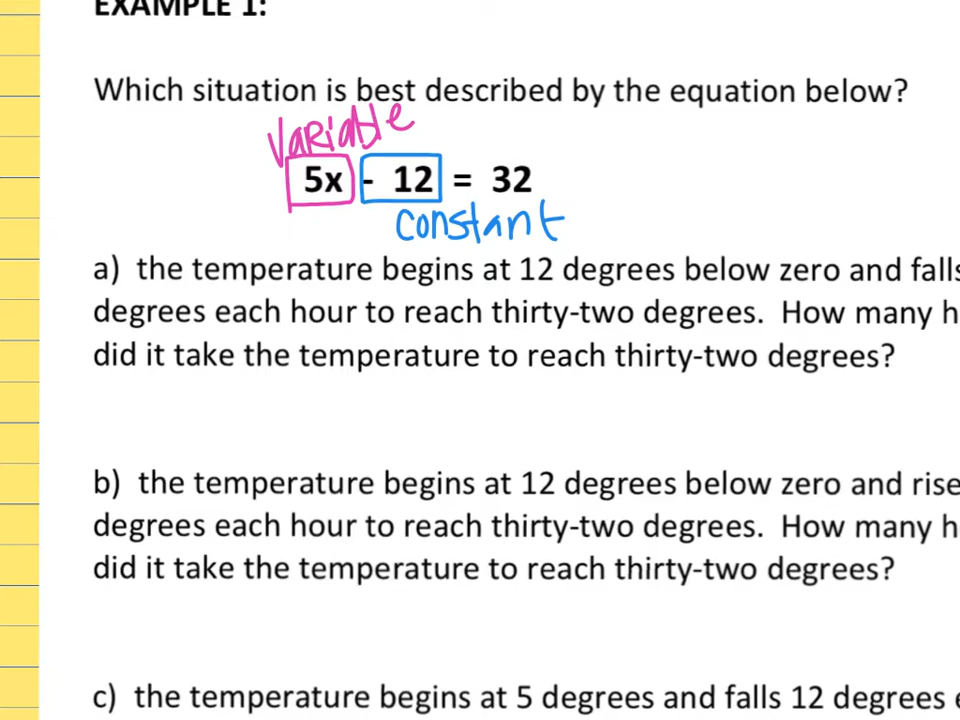 EXAMPLE 1:
Which situation is best described by the equation below?
variable
5x - 12 = 32
constant
a) the temperature begins at 12 degrees below zero and falls
degrees each hour to reach thirty-two degrees. How many h
did it take the temperature to reach thirty-two degrees?
b) the temperature begins at 12 degrees below zero and rise
degrees each hour to reach thirty-two degrees. How many h
did it take the temperature to reach thirty-two degrees?
c) the temperature begins at 5 degrees and falls 12 degrees e